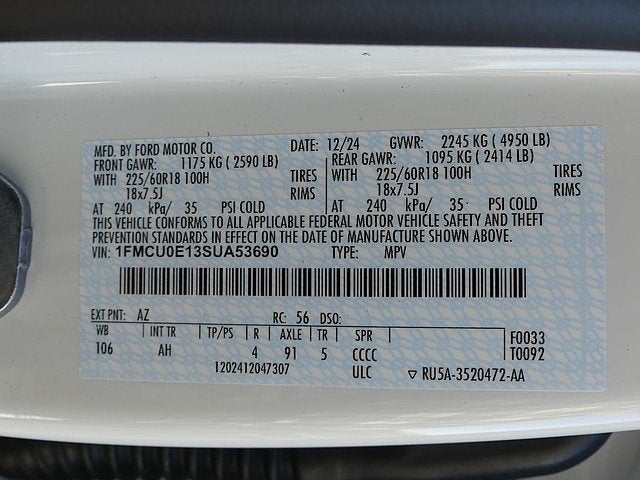 MFD. BY FORD MOTOR CO. DATE: 12/24 GVWR: 2245 KG ( 4950 LB)
FRONT GAWR: 1175 KG ( 2590 LB) REAR GAWR: 1095 KG ( 2414 LB)
WITH 225/60R18 100H TIRES WITH 225/60R18 100H TIRES
18x7.5J RIMS 18x7.5J RIMS
AT 240 kPa/ 35 PSI COLD AT 240 kPa/ 35 PSI COLD
THIS VEHICLE CONFORMS TO ALL APPLICABLE FEDERAL MOTOR VEHICLE SAFETY AND THEFT
PREVENTION STANDARDS IN EFFECT ON THE DATE OF MANUFACTURE SHOWN ABOVE.
VIN: 1FMCU0E13SUA53690 TYPE: MPV
EXT PNT: AZ RC: 56 DSO:
WB INT TR TP/PS R AXLE TR SPR F0033
106 AH 4 91 5 CCCC T0092
1202412047307 ULC ▽ RU5A-3520472-AA